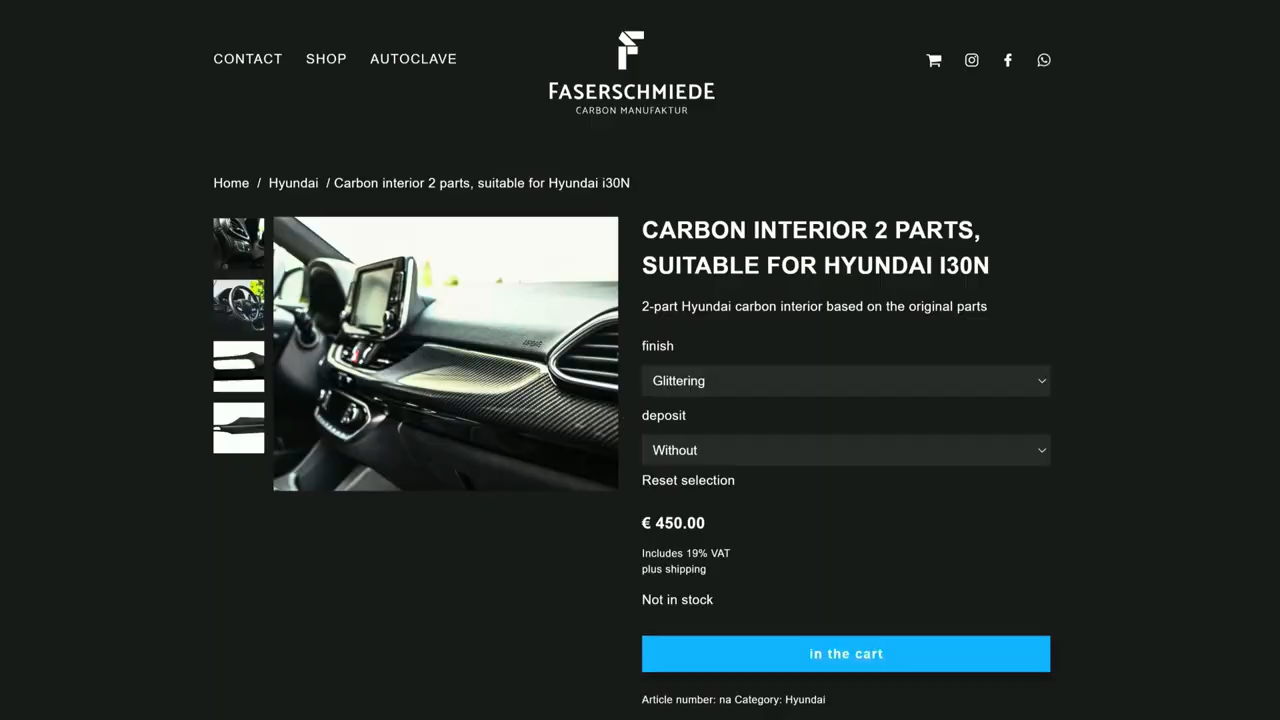 CONTACT SHOP AUTOCLAVE
FASERSCHMIEDE
CARBON MANUFAKTUR
Home / Hyundai / Carbon interior 2 parts, suitable for Hyundai i30N
CARBON INTERIOR 2 PARTS,
SUITABLE FOR HYUNDAI I30N
2-part Hyundai carbon interior based on the original parts
finish
Glittering
deposit
Without
Reset selection
€ 450.00
Includes 19% VAT
plus shipping
Not in stock
in the cart
Article number: na Category: Hyundai